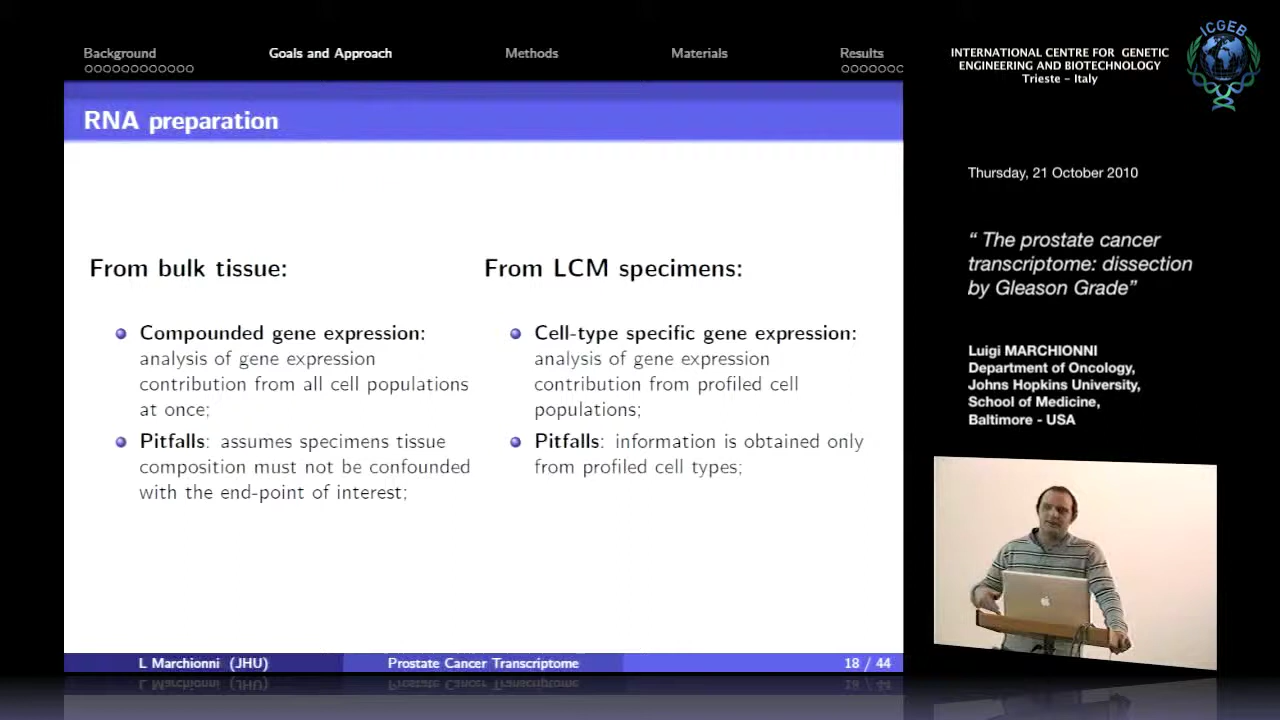 Background
Goals and Approach
Methods
Materials
Results
RNA preparation
From bulk tissue:
Compounded gene expression:
analysis of gene expression
contribution from all cell populations
at once;
Pitfalls: assumes specimens tissue
composition must not be confounded
with the end-point of interest;
From LCM specimens:
Cell-type specific gene expression:
analysis of gene expression
contribution from profiled cell
populations;
Pitfalls: information is obtained only
from profiled cell types;
L Marchionni (JHU)
Prostate Cancer Transcriptome
18 / 44
INTERNATIONAL CENTRE FOR GENETIC
ENGINEERING AND BIOTECHNOLOGY
Trieste - Italy
ICGEB
Thursday, 21 October 2010
“ The prostate cancer
transcriptome: dissection
by Gleason Grade”
Luigi MARCHIONNI
Department of Oncology,
Johns Hopkins University,
School of Medicine,
Baltimore - USA